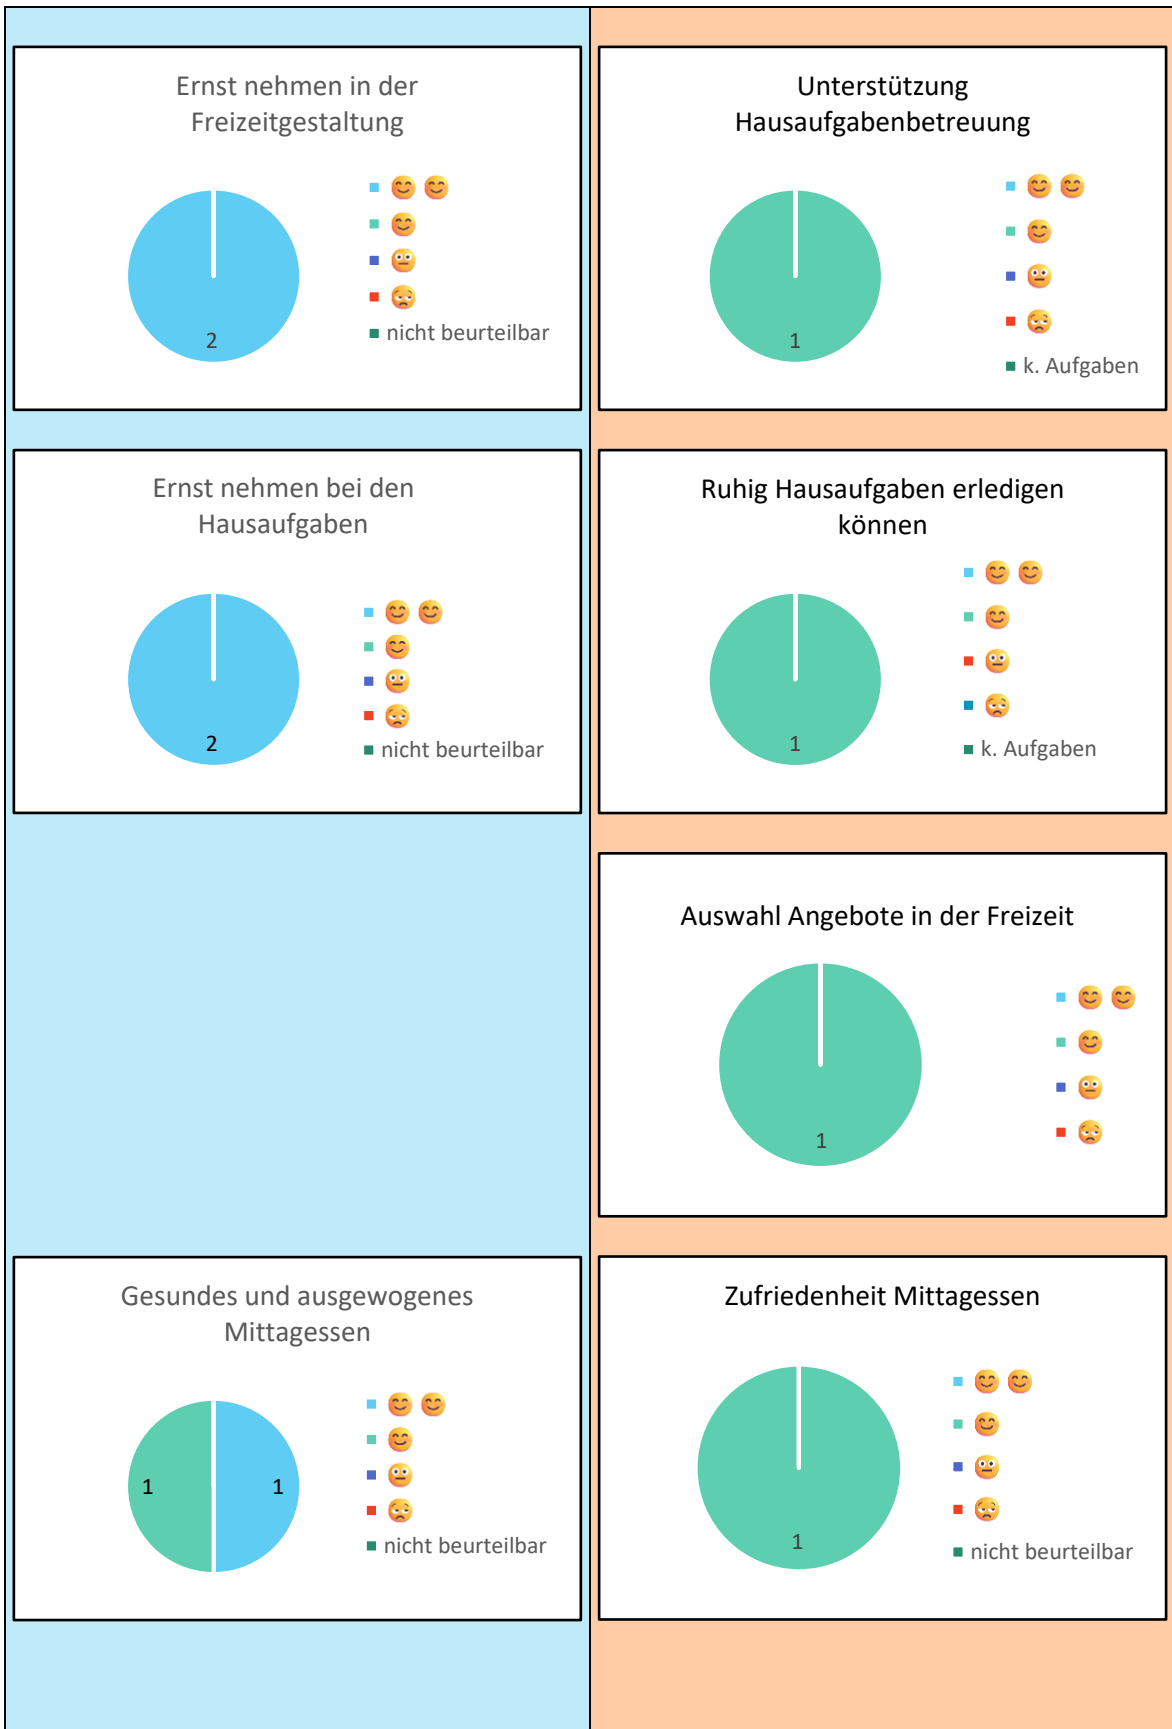 Ernst nehmen in der
Freizeitgestaltung
😊 😊
😊
😐
😩
nicht beurteilbar
2
Unterstützung
Hausaufgabenbetreuung
😊 😊
😊
😐
😩
k. Aufgaben
1
Ernst nehmen bei den
Hausaufgaben
😊 😊
😊
😐
😩
nicht beurteilbar
2
Ruhig Hausaufgaben erledigen
können
😊 😊
😊
😐
😩
k. Aufgaben
1
Auswahl Angebote in der Freizeit
😊 😊
😊
😐
😩
1
Gesundes und ausgewogenes
Mittagessen
😊 😊
😊
😐
😩
nicht beurteilbar
1 1
Zufriedenheit Mittagessen
😊 😊
😊
😐
😩
nicht beurteilbar
1